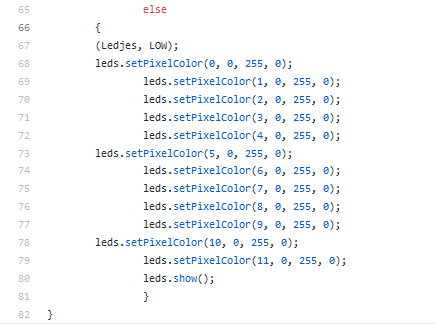 65 else
66 {
67 (Ledjes, LOW);
68 leds.setPixelColor(0, 0, 255, 0);
69 leds.setPixelColor(1, 0, 255, 0);
70 leds.setPixelColor(2, 0, 255, 0);
71 leds.setPixelColor(3, 0, 255, 0);
72 leds.setPixelColor(4, 0, 255, 0);
73 leds.setPixelColor(5, 0, 255, 0);
74 leds.setPixelColor(6, 0, 255, 0);
75 leds.setPixelColor(7, 0, 255, 0);
76 leds.setPixelColor(8, 0, 255, 0);
77 leds.setPixelColor(9, 0, 255, 0);
78 leds.setPixelColor(10, 0, 255, 0);
79 leds.setPixelColor(11, 0, 255, 0);
80 leds.show();
81 }
82 }